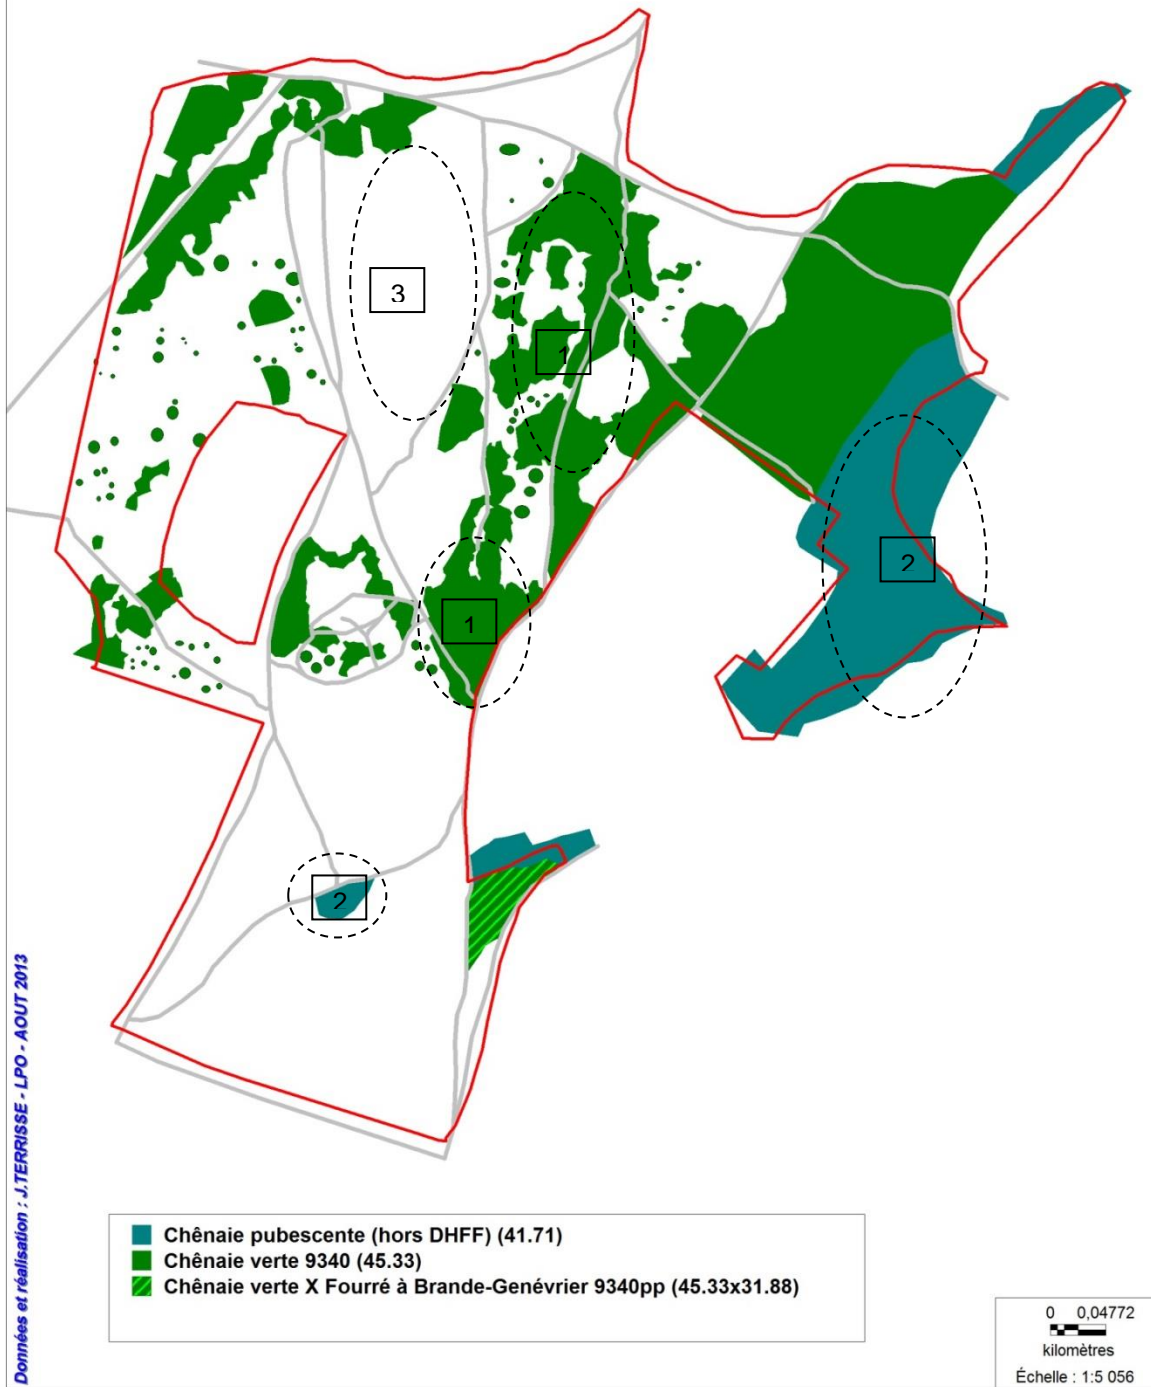 3
1
2
1
2
Données et réalisation : J.TERRISSE - LPO - AOUT 2013
Chênaie pubescente (hors DHFF) (41.71)
Chênaie verte 9340 (45.33)
Chênaie verte X Fourré à Brande-Genévrier 9340pp (45.33x31.88)
0 0,04772
kilomètres
Échelle : 1:5 056